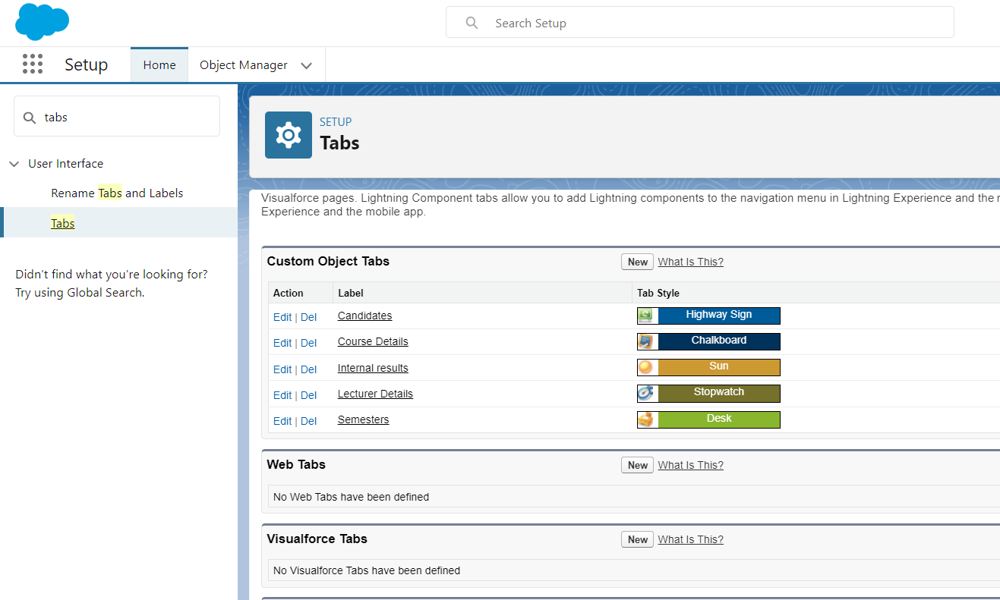 Search Setup
Setup
Home
Object Manager
tabs
User Interface
Rename Tabs and Labels
Tabs
Didn't find what you're looking for?
Try using Global Search.
SETUP
Tabs
Visualforce pages. Lightning Component tabs allow you to add Lightning components to the navigation menu in Lightning Experience and the
Experience and the mobile app.
Custom Object Tabs New What Is This?
Action Label Tab Style
Edit | Del Candidates Highway Sign
Edit | Del Course Details Chalkboard
Edit | Del Internal results Sun
Edit | Del Lecturer Details Stopwatch
Edit | Del Semesters Desk
Web Tabs New What Is This?
No Web Tabs have been defined
Visualforce Tabs New What Is This?
No Visualforce Tabs have been defined